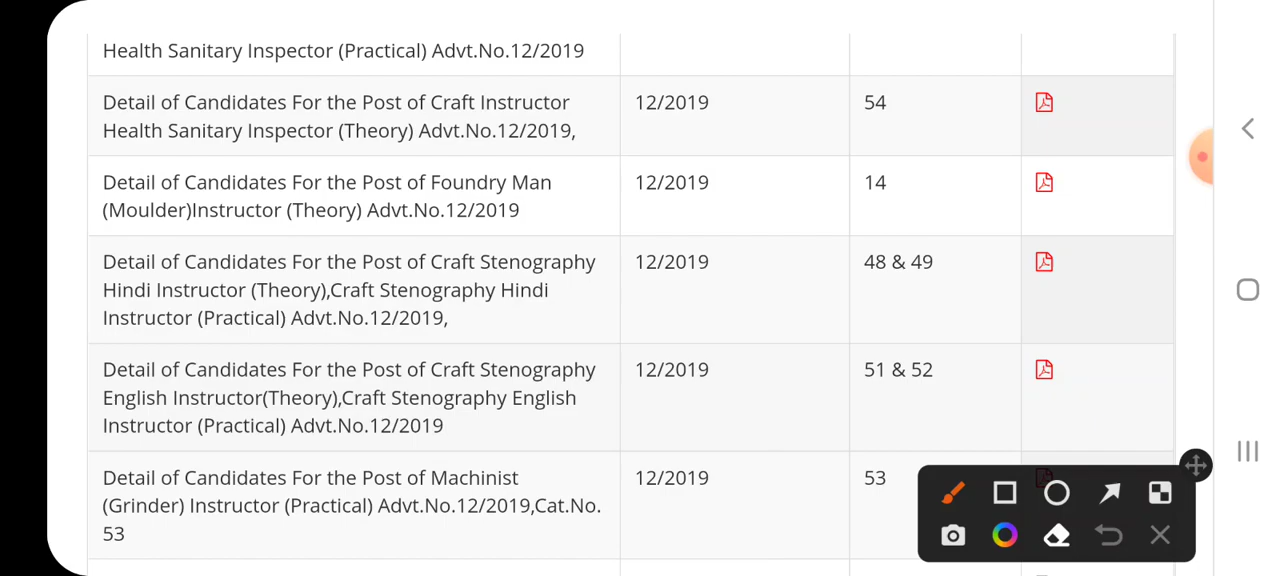 Health Sanitary Inspector (Practical) Advt.No.12/2019
Detail of Candidates For the Post of Craft Instructor
Health Sanitary Inspector (Theory) Advt.No.12/2019,
12/2019
54
Detail of Candidates For the Post of Foundry Man
(Moulder)Instructor (Theory) Advt.No.12/2019
12/2019
14
Detail of Candidates For the Post of Craft Stenography
Hindi Instructor (Theory),Craft Stenography Hindi
Instructor (Practical) Advt.No.12/2019,
12/2019
48 & 49
Detail of Candidates For the Post of Craft Stenography
English Instructor(Theory),Craft Stenography English
Instructor (Practical) Advt.No.12/2019
12/2019
51 & 52
Detail of Candidates For the Post of Machinist
(Grinder) Instructor (Practical) Advt.No.12/2019,Cat.No.
53
12/2019
53